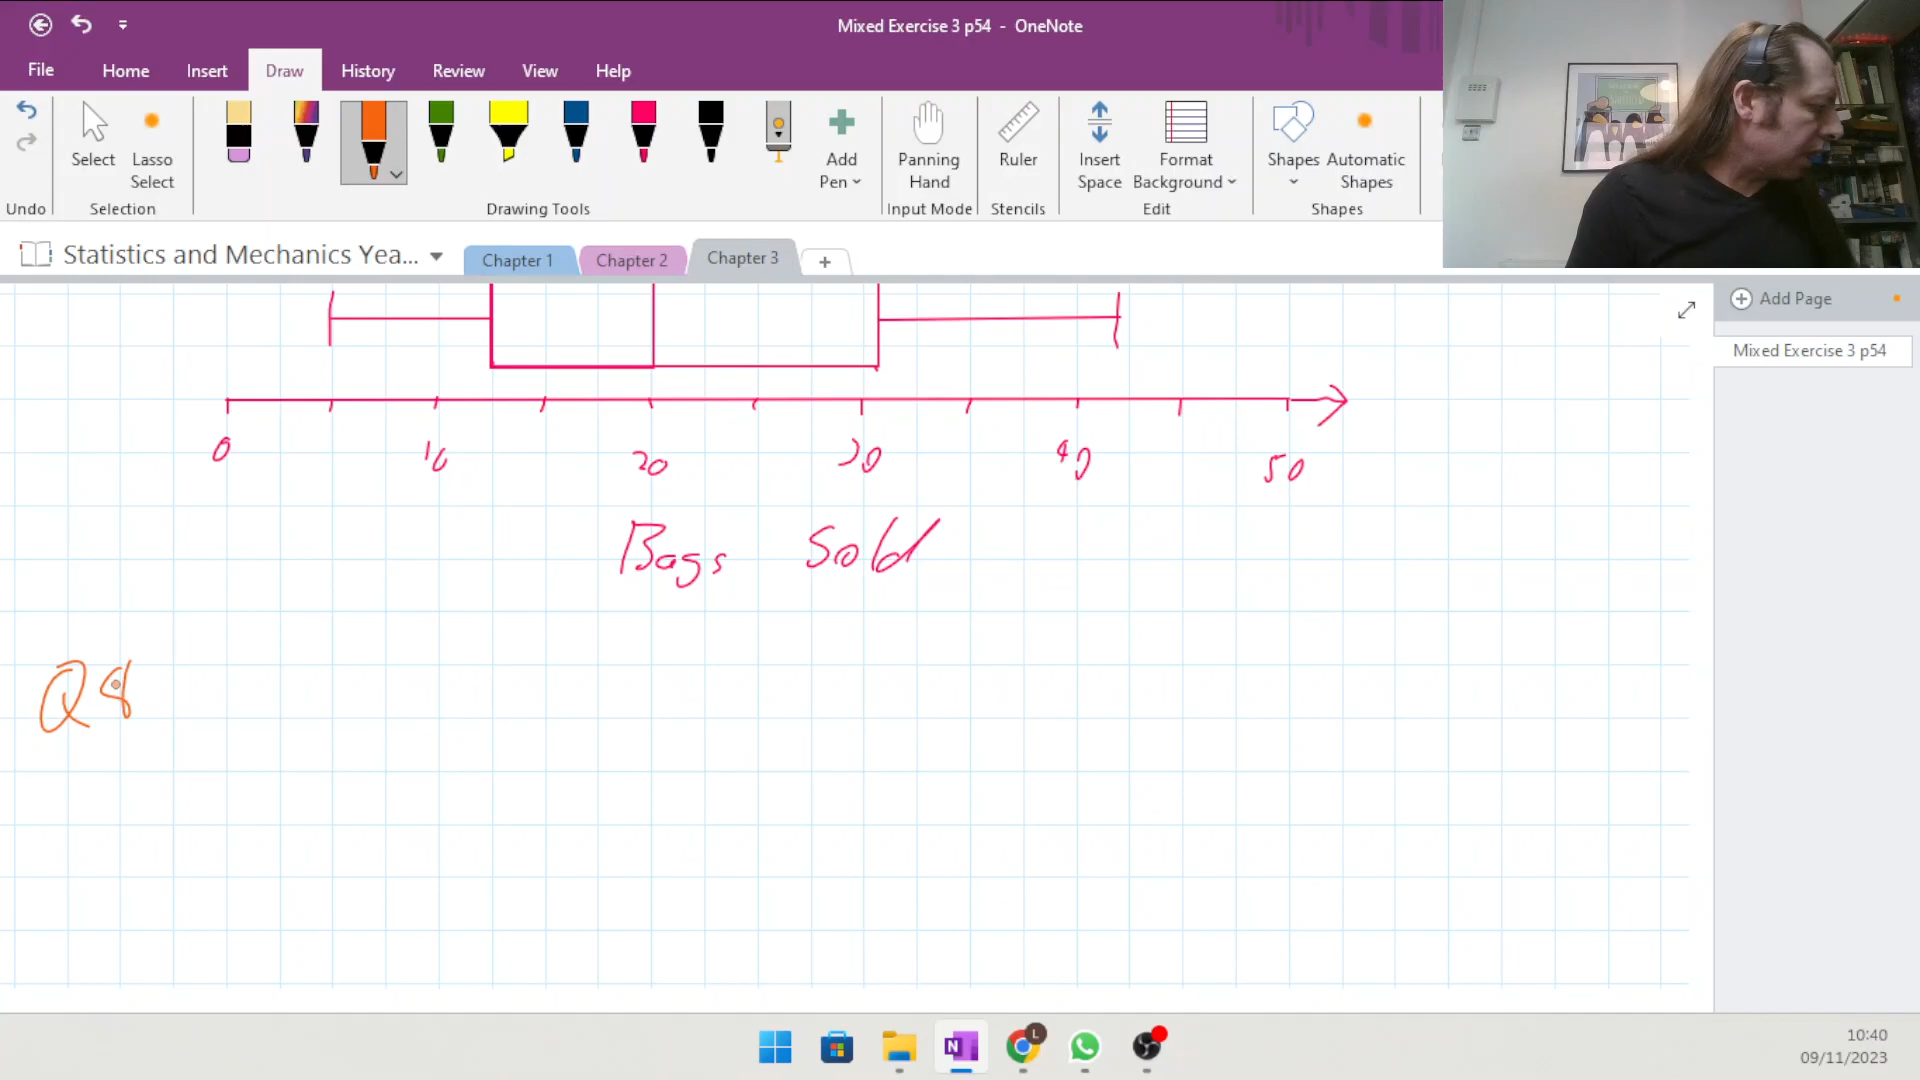 Mixed Exercise 3 p54 - OneNote
File Home Insert Draw History Review View Help
Select
Lasso Select
Add Pen
Panning Hand
Ruler
Insert Space
Format Background
Shapes
Automatic Shapes
Undo Selection Drawing Tools Input Mode Stencils Edit Shapes
Statistics and Mechanics Yea... Chapter 1 Chapter 2 Chapter 3 +
Add Page
Mixed Exercise 3 p54
0 10 20 30 40 50
Bags Sold
Q8
L
N
10:40
09/11/2023